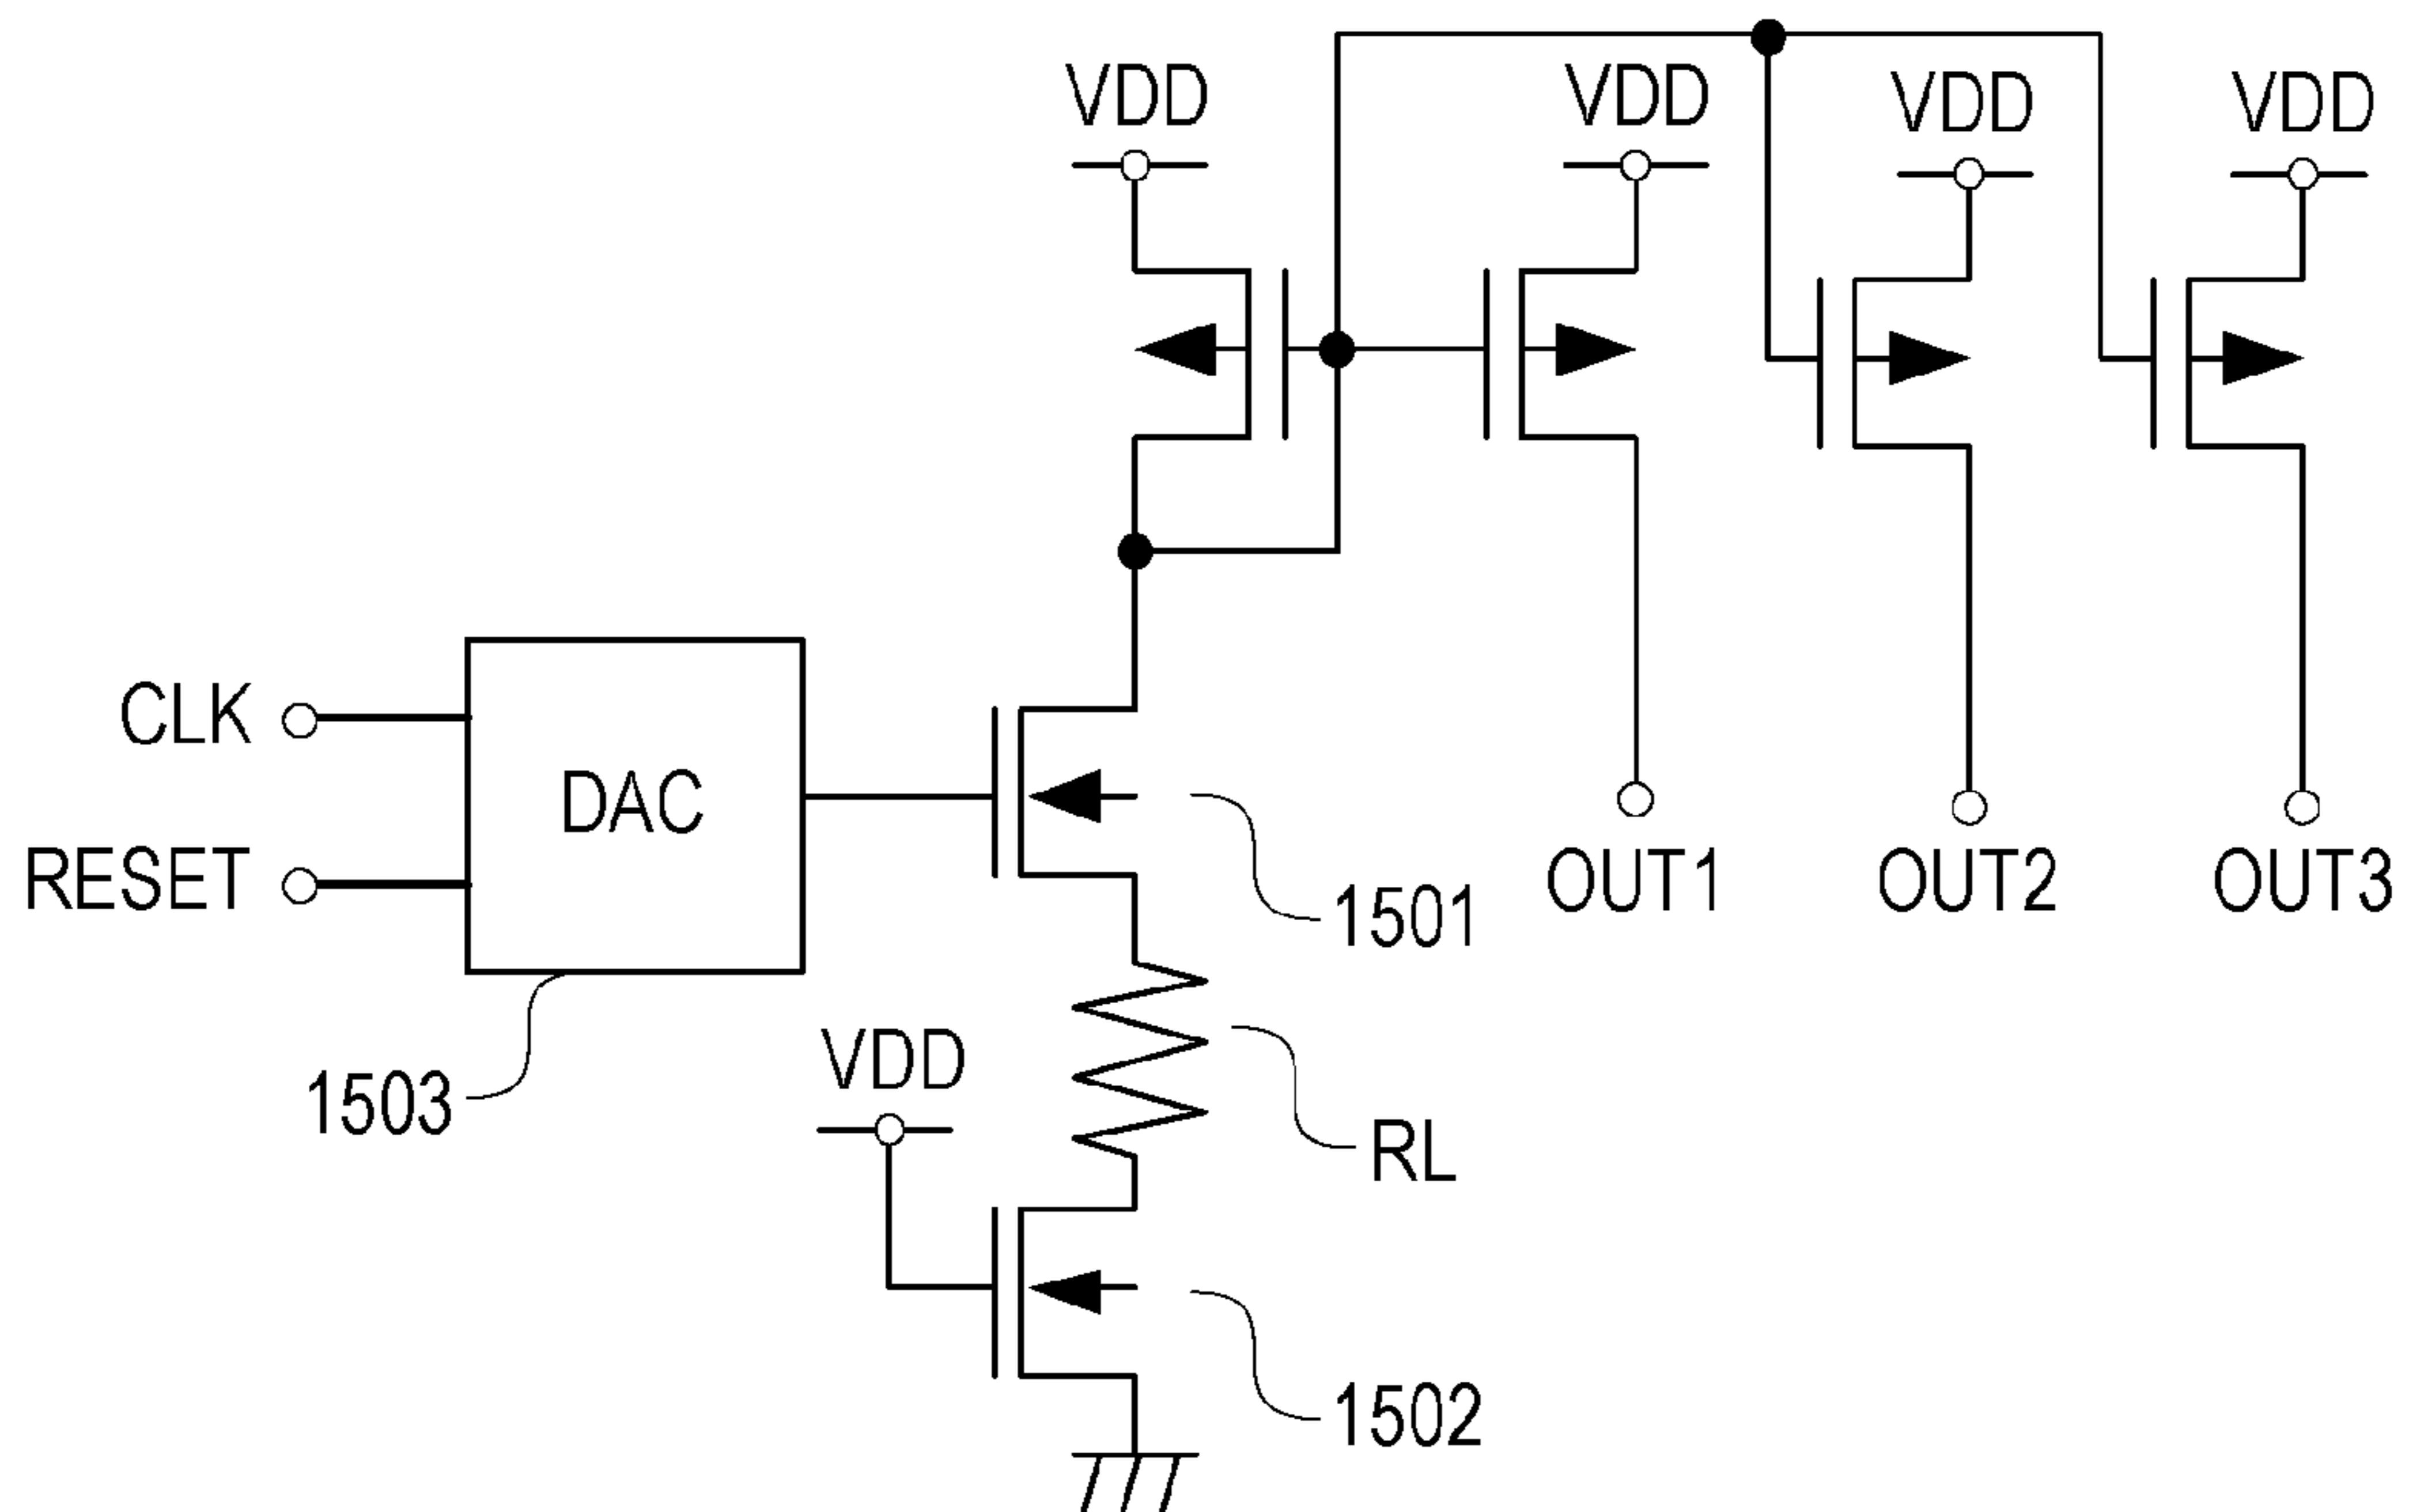 VDD
VDD
VDD
VDD
CLK
DAC
RESET
OUT1
OUT2
OUT3
1501
VDD
1503
RL
1502